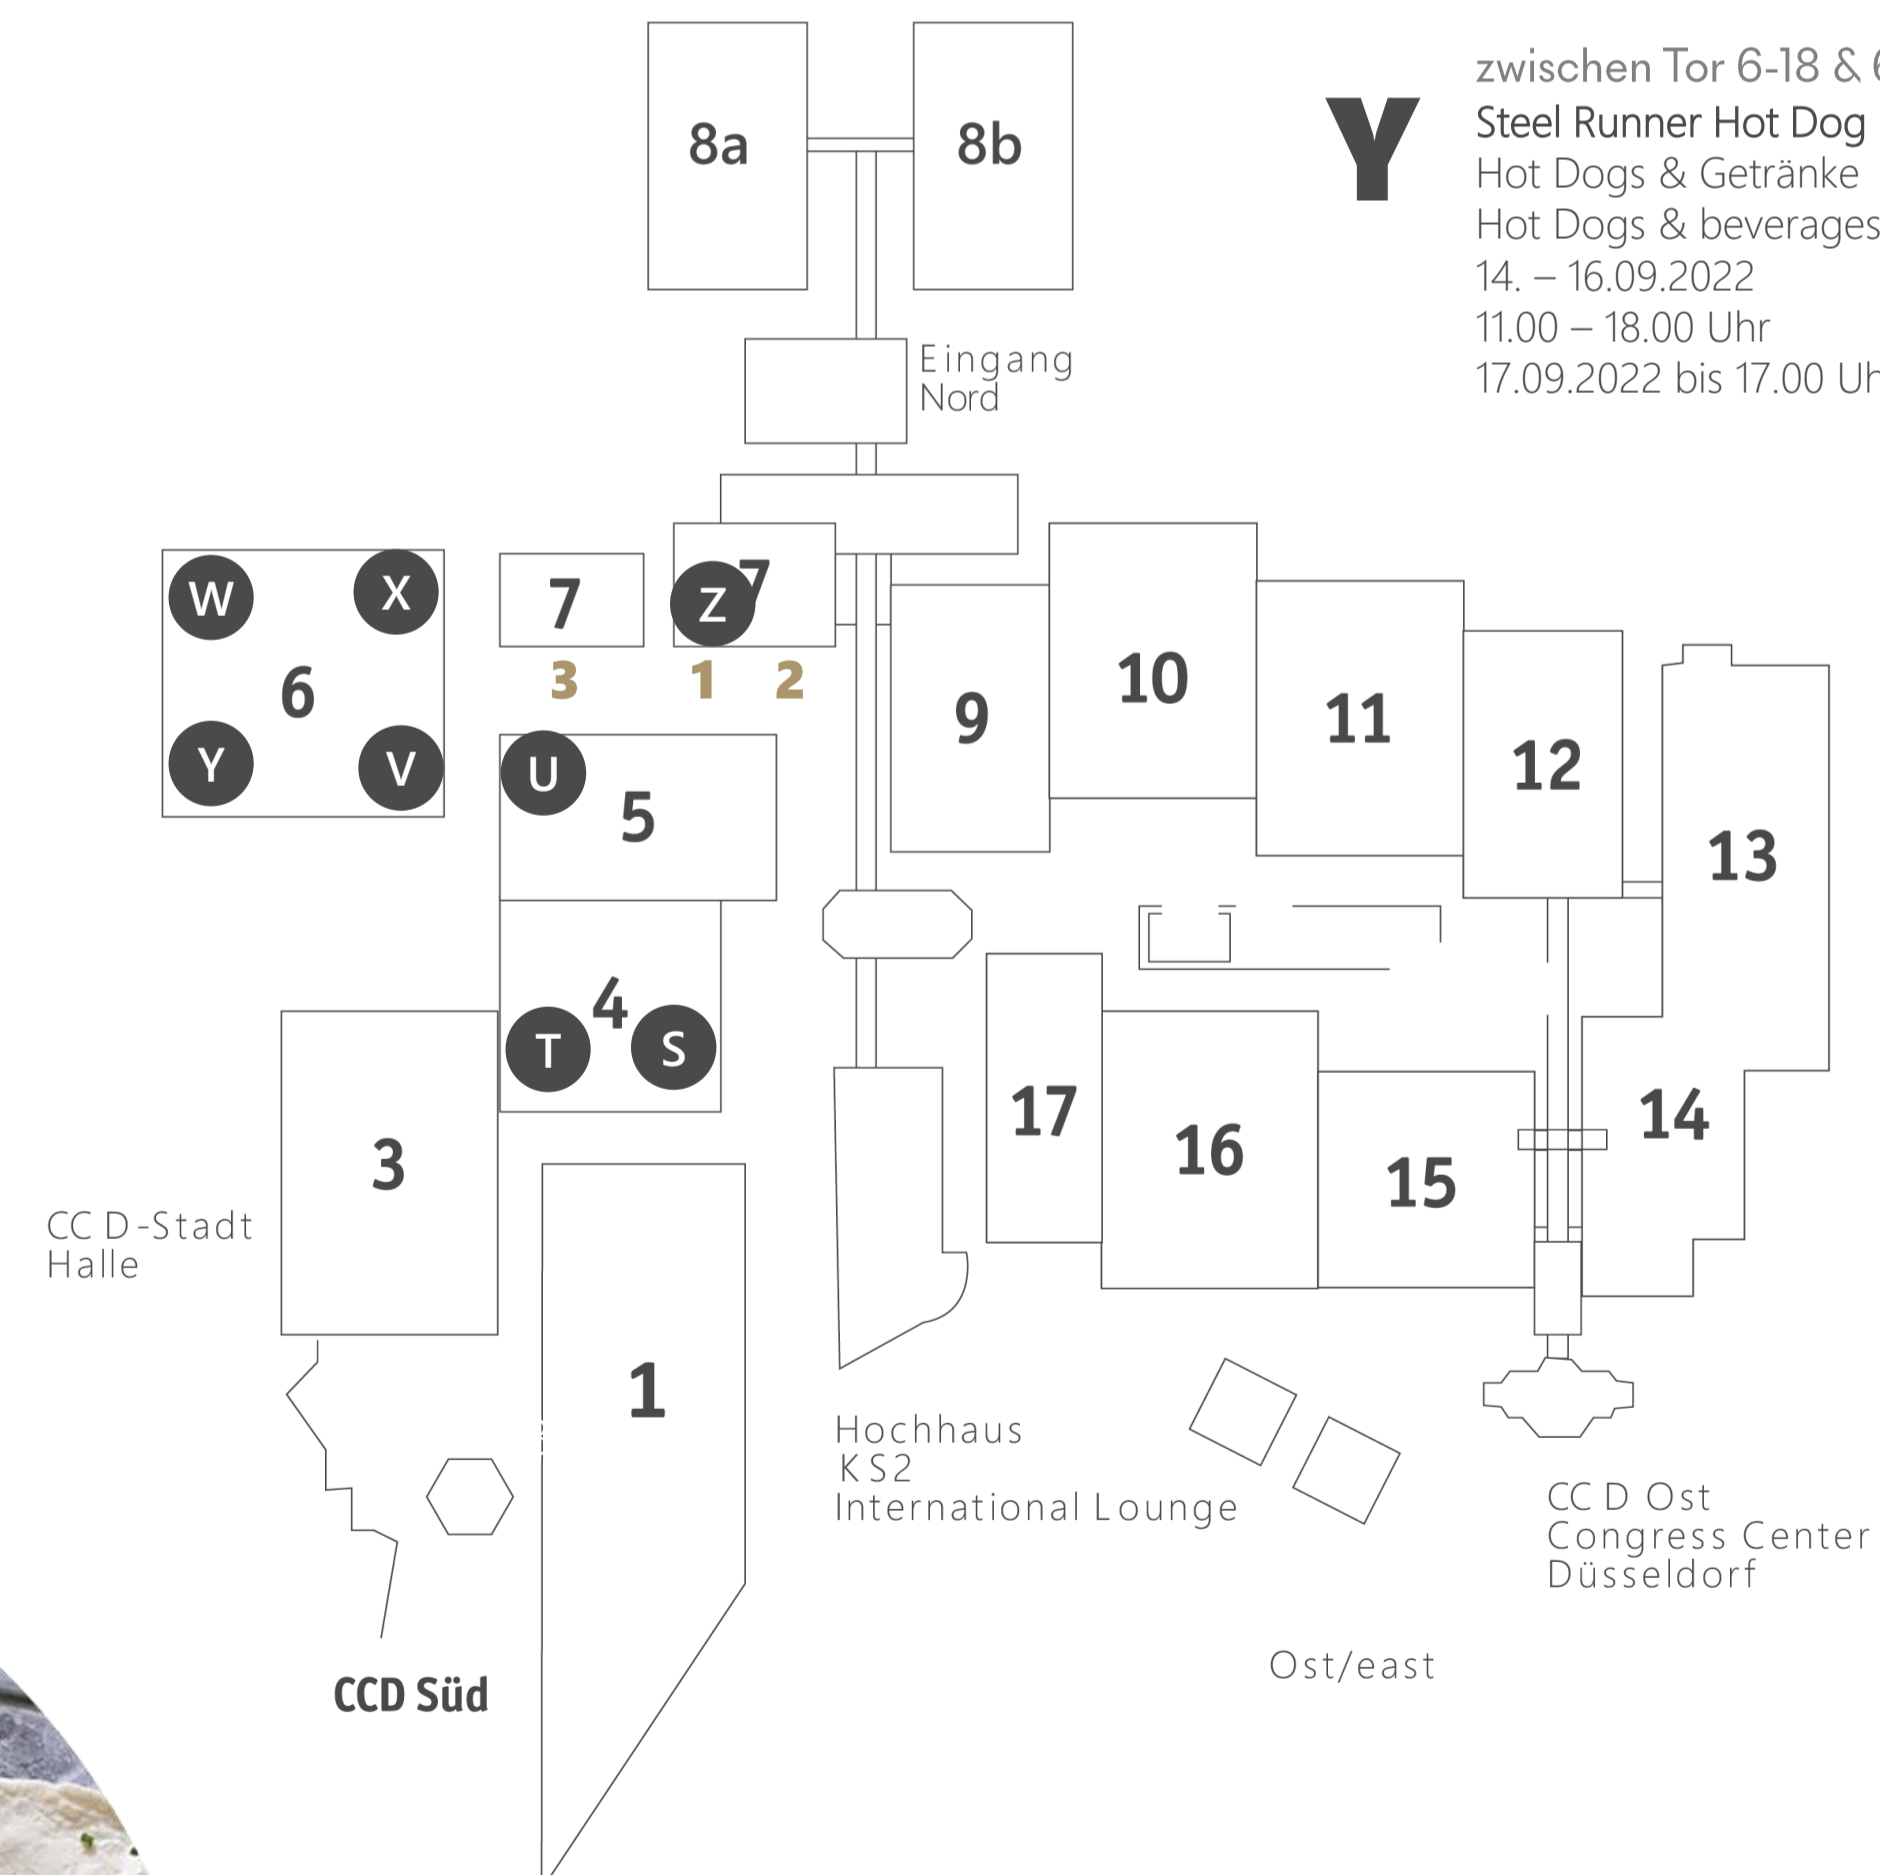 8a
8b
zwischen Tor 6-18 &
Y
Steel Runner Hot Dog
Hot Dogs & Getränke
Hot Dogs & beverages
14. – 16.09.2022
11.00 – 18.00 Uhr
17.09.2022 bis 17.00
Eingang
Nord
W
X
7
Z
7
6
3
1
2
Y
V
U
5
9
10
11
12
13
4
T
S
3
17
16
15
14
CC D-Stadt
Halle
1
Hochhaus
KS2
International Lounge
CC D Ost
Congress Center
Düsseldorf
Ost/east
CCD Süd